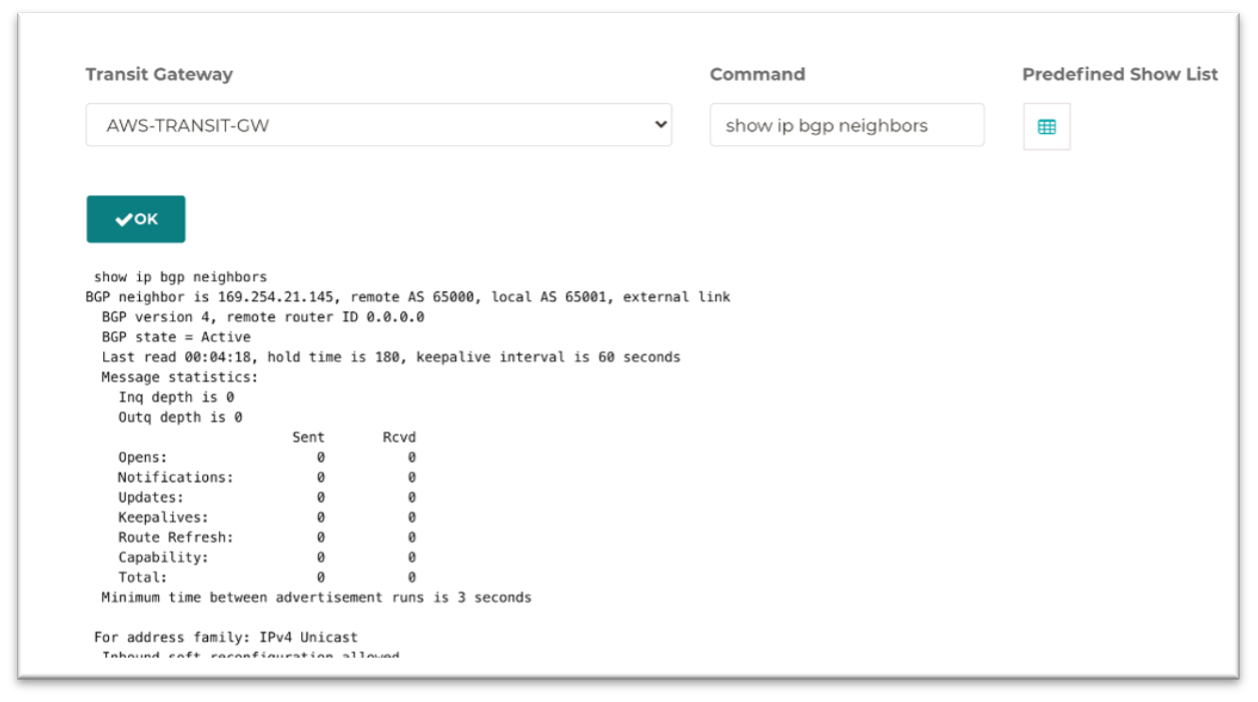 Transit Gateway
Command
Predefined Show List
AWS-TRANSIT-GW
show ip bgp neighbors
OK
show ip bgp neighbors
BGP neighbor is 169.254.21.145, remote AS 65000, local AS 65001, external link
BGP version 4, remote router ID 0.0.0.0
BGP state = Active
Last read 00:04:18, hold time is 180, keepalive interval is 60 seconds
Message statistics:
Inq depth is 0
Outq depth is 0
Sent Rcvd
Opens: 0 0
Notifications: 0 0
Updates: 0 0
Keepalives: 0 0
Route Refresh: 0 0
Capability: 0 0
Total: 0 0
Minimum time between advertisement runs is 3 seconds
For address family: IPv4 Unicast
Inbound soft reconfiguration allowed